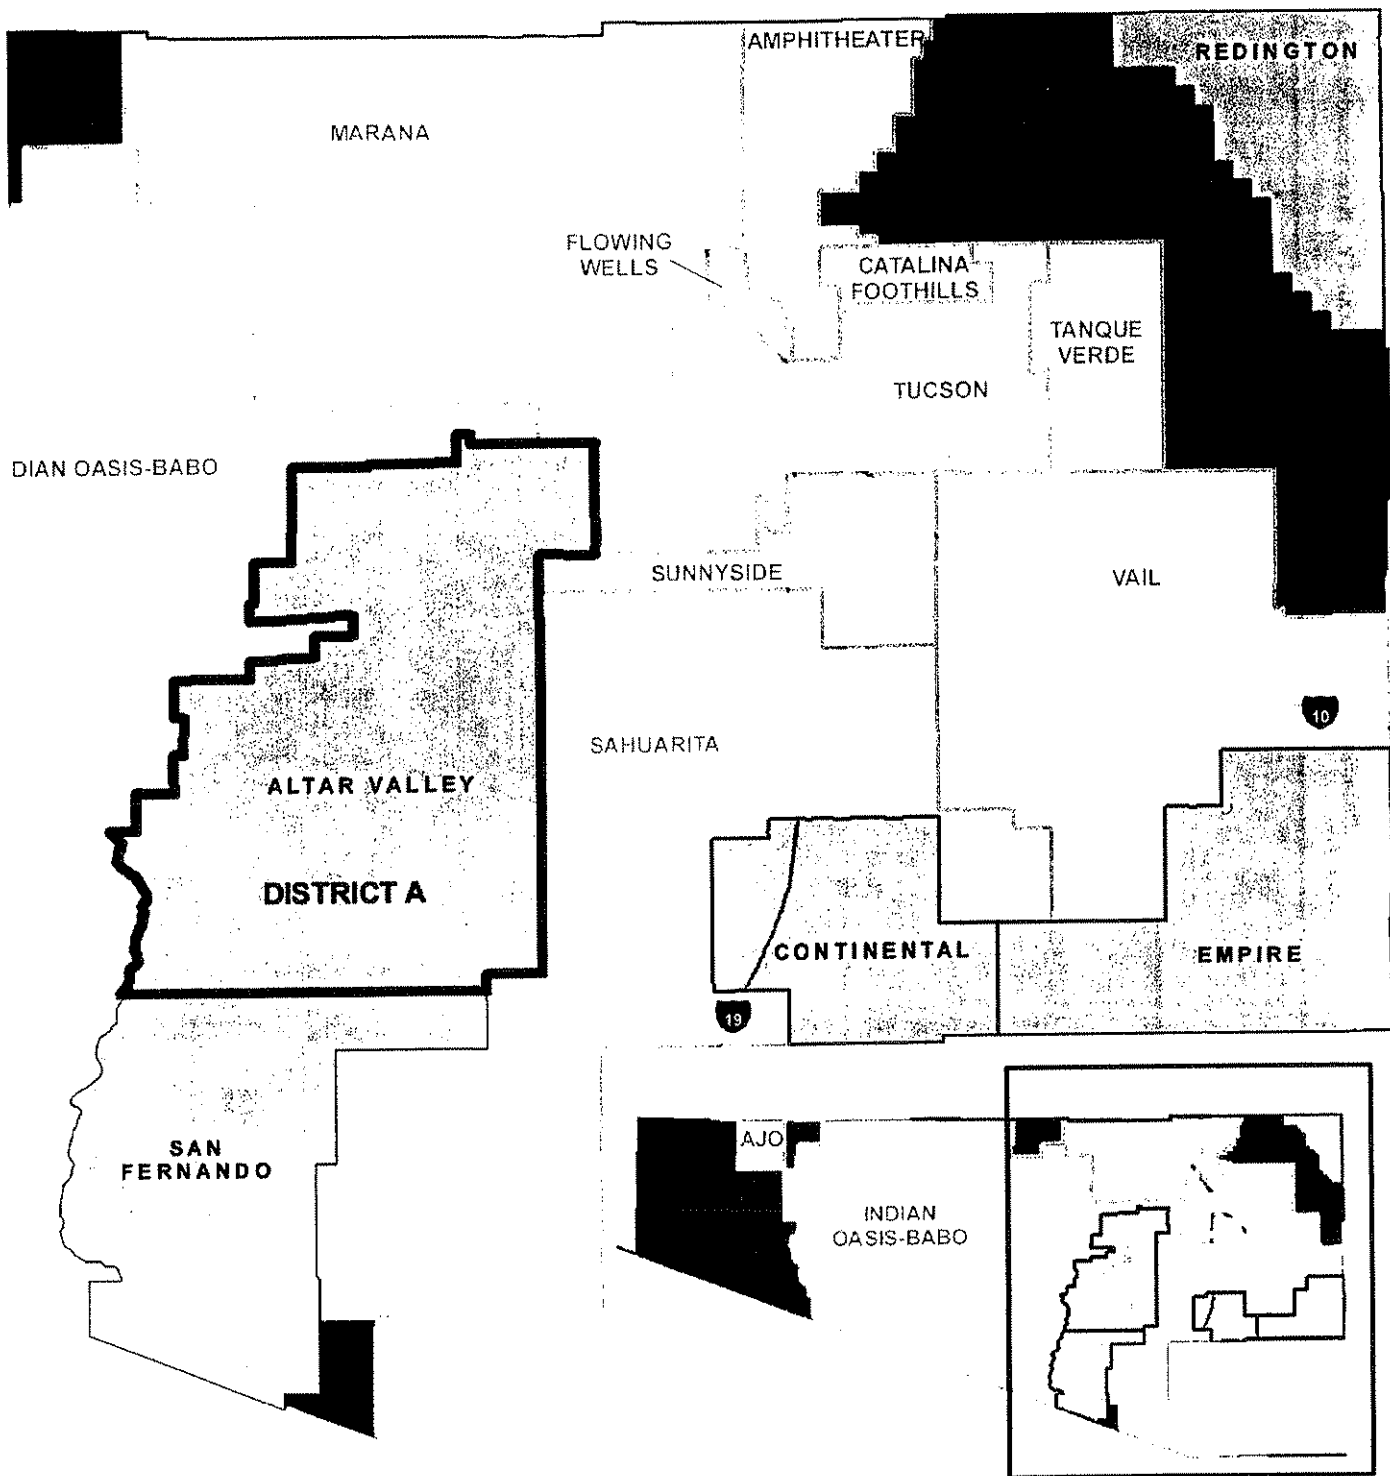 AMPHITHEATER
REDINGTON
MARANA
FLOWING
WELLS
CATALINA
FOOTHILLS
TANQUE
VERDE
TUCSON
DIAN OASIS-BABO
SUNNYSIDE
VAIL
10
SAHUARITA
ALTAR VALLEY
DISTRICT A
CONTINENTAL
EMPIRE
19
SAN
FERNANDO
AJO
INDIAN
OASIS-BABO